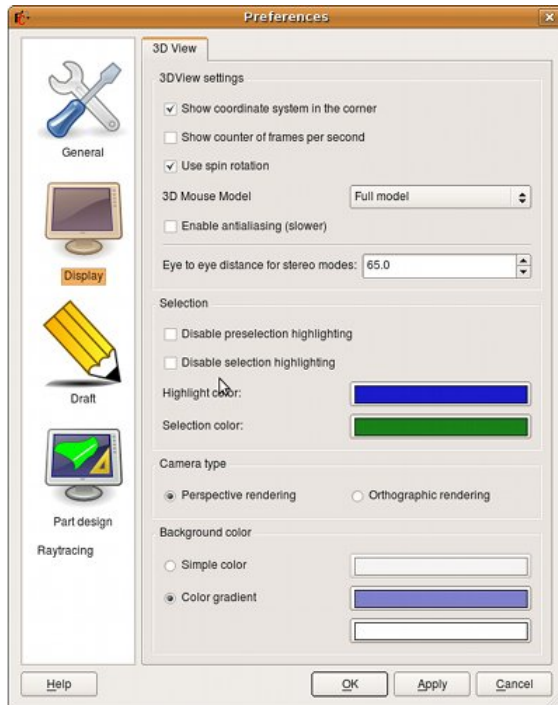 Preferences
General
Display
Draft
Part design
Raytracing
3D View
3DView settings
Show coordinate system in the corner
Show counter of frames per second
Use spin rotation
3D Mouse Model Full model
Enable antialiasing (slower)
Eye to eye distance for stereo modes: 65.0
Selection
Disable preselection highlighting
Disable selection highlighting
Highlight color:
Selection color:
Camera type
Perspective rendering Orthographic rendering
Background color
Simple color
Color gradient
Help OK Apply Cancel